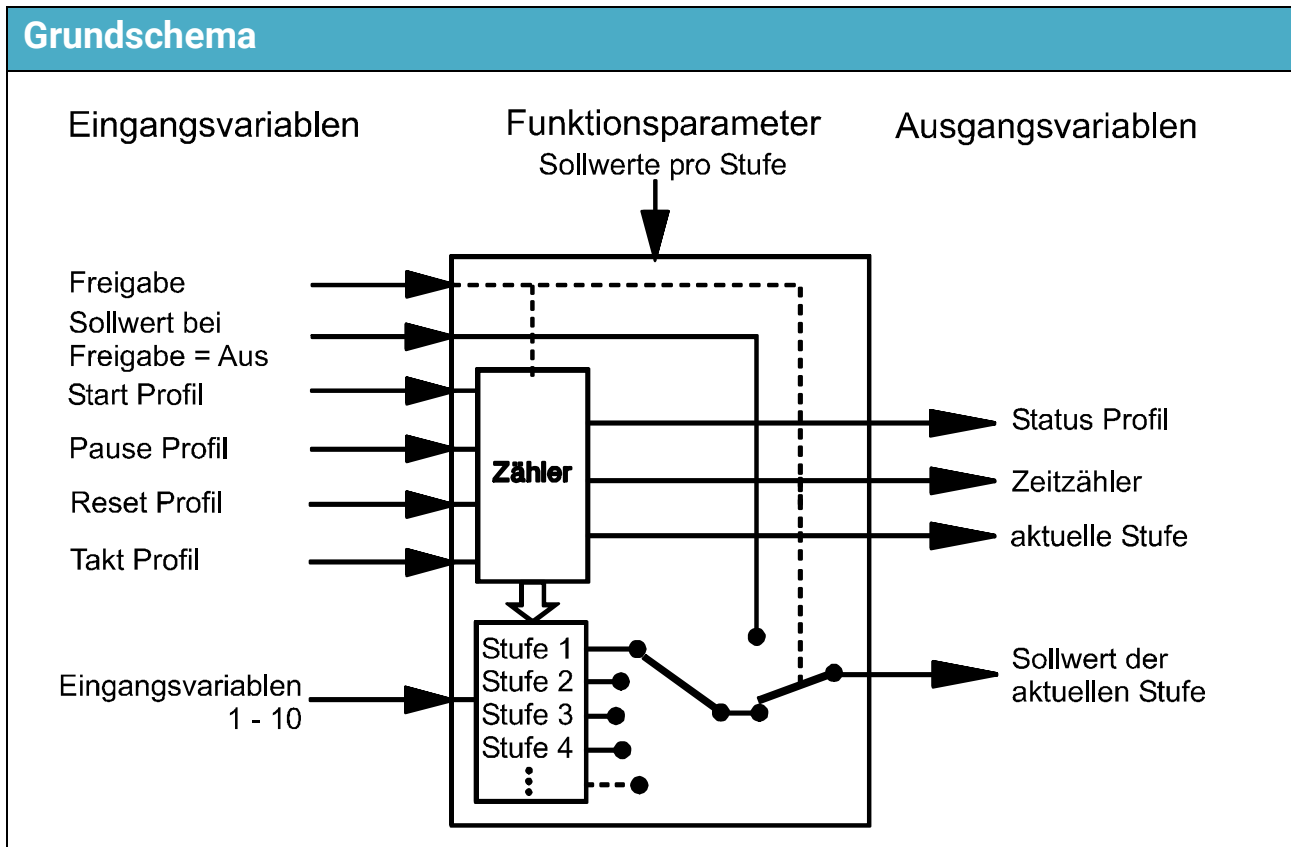 Grundschema
Eingangsvariablen
Funktionsparameter
Sollwerte pro Stufe
Ausgangsvariablen
Freigabe
Sollwert bei
Freigabe = Aus
Start Profil
Pause Profil
Reset Profil
Takt Profil
Eingangsvariablen
1 - 10
Zähler
Stufe 1
Stufe 2
Stufe 3
Stufe 4
Status Profil
Zeitzähler
aktuelle Stufe
Sollwert der
aktuellen Stufe